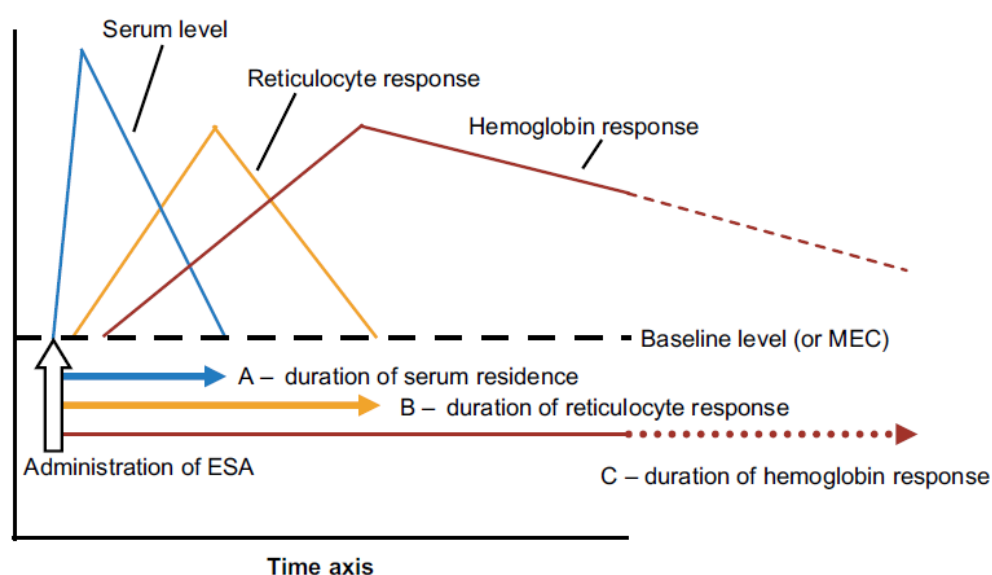 Serum level
Reticulocyte response
Hemoglobin response
Baseline level (or MEC)
A – duration of serum residence
B – duration of reticulocyte response
Administration of ESA
C – duration of hemoglobin response
Time axis